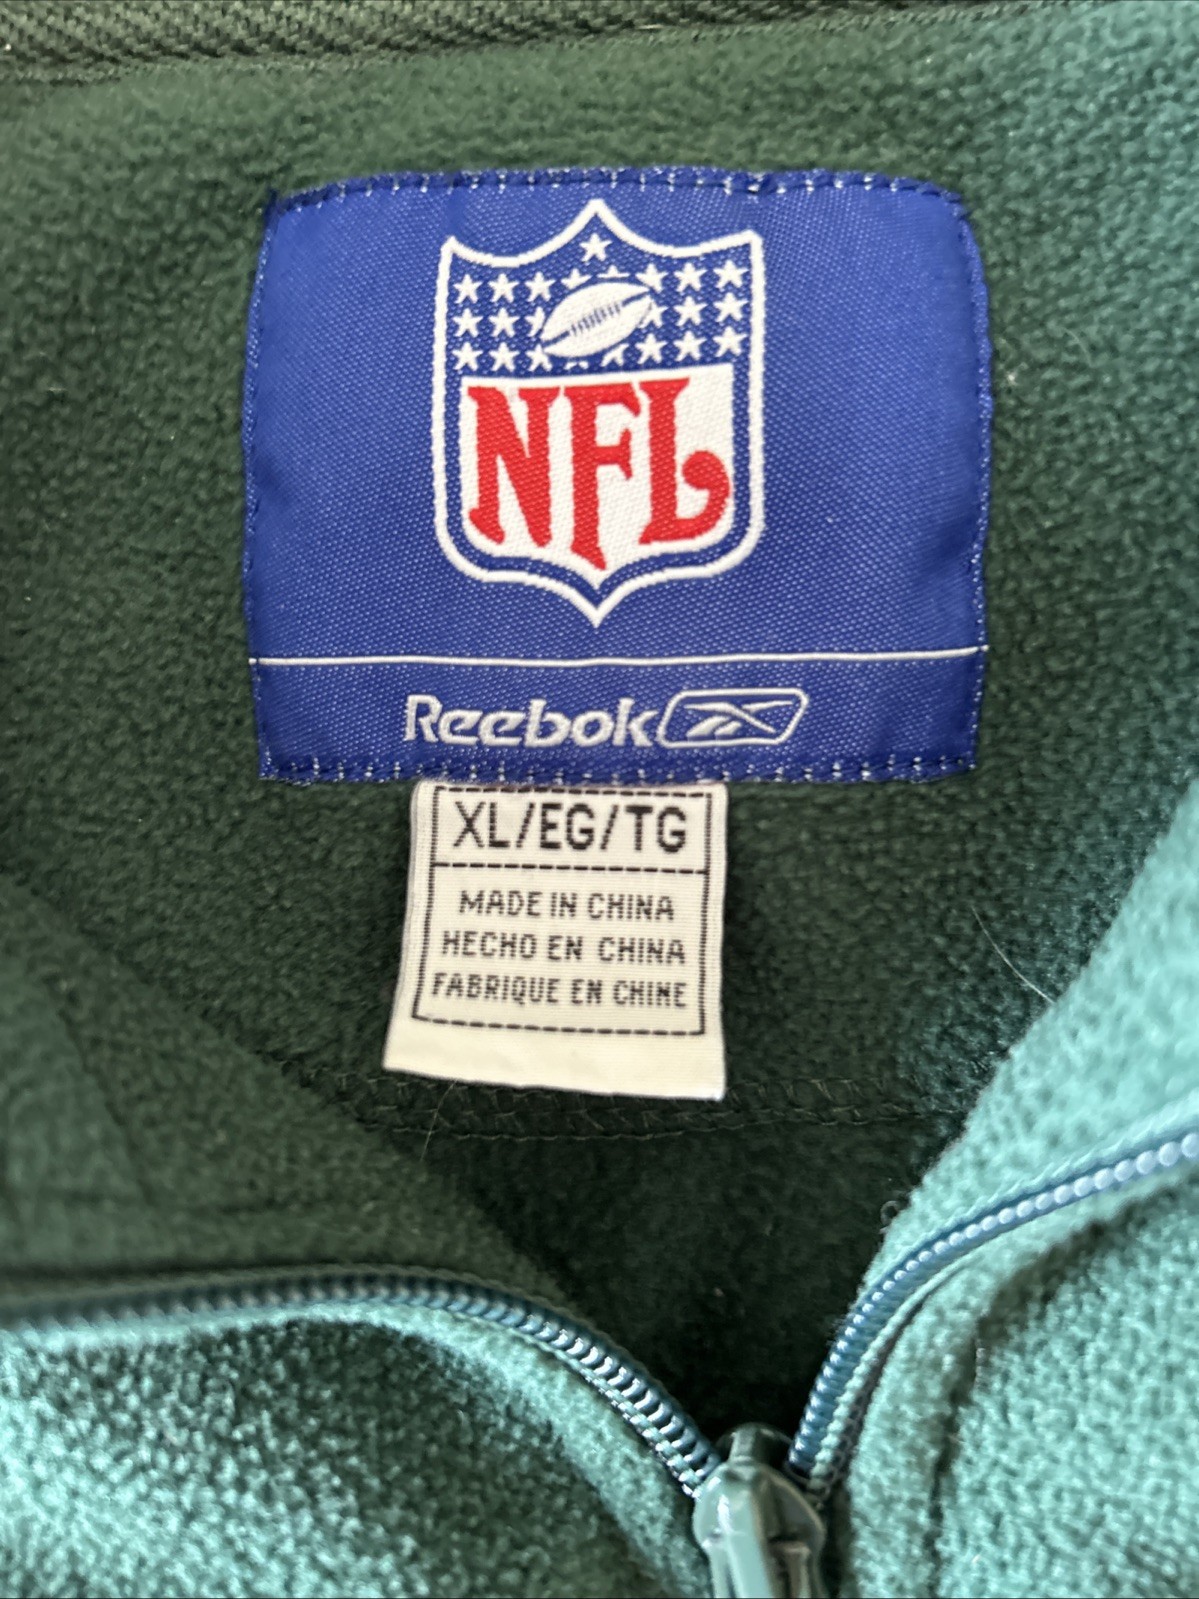 NFL
Reebok
XL/EG/TG
MADE IN CHINA
HECHO EN CHINA
FABRIQUE EN CHINE